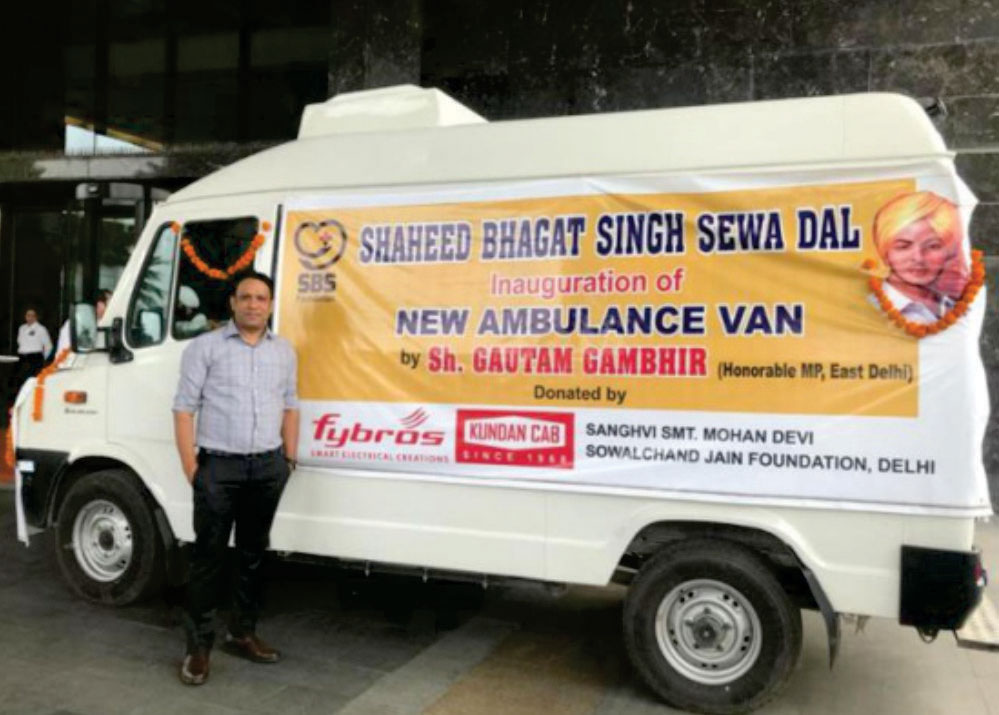 SBS
SHAHEED BHAGAT SINGH SEWA DAL
Inauguration of
NEW AMBULANCE VAN
by Sh. GAUTAM GAMBHIR (Honorable MP, East Delhi)
Donated by
fybros
SMART ELECTRICAL CREATIONS
KUNDAN CAB
SINCE 1968
SANGHVI SMT. MOHAN DEVI
SOWALCHAND JAIN FOUNDATION, DELHI